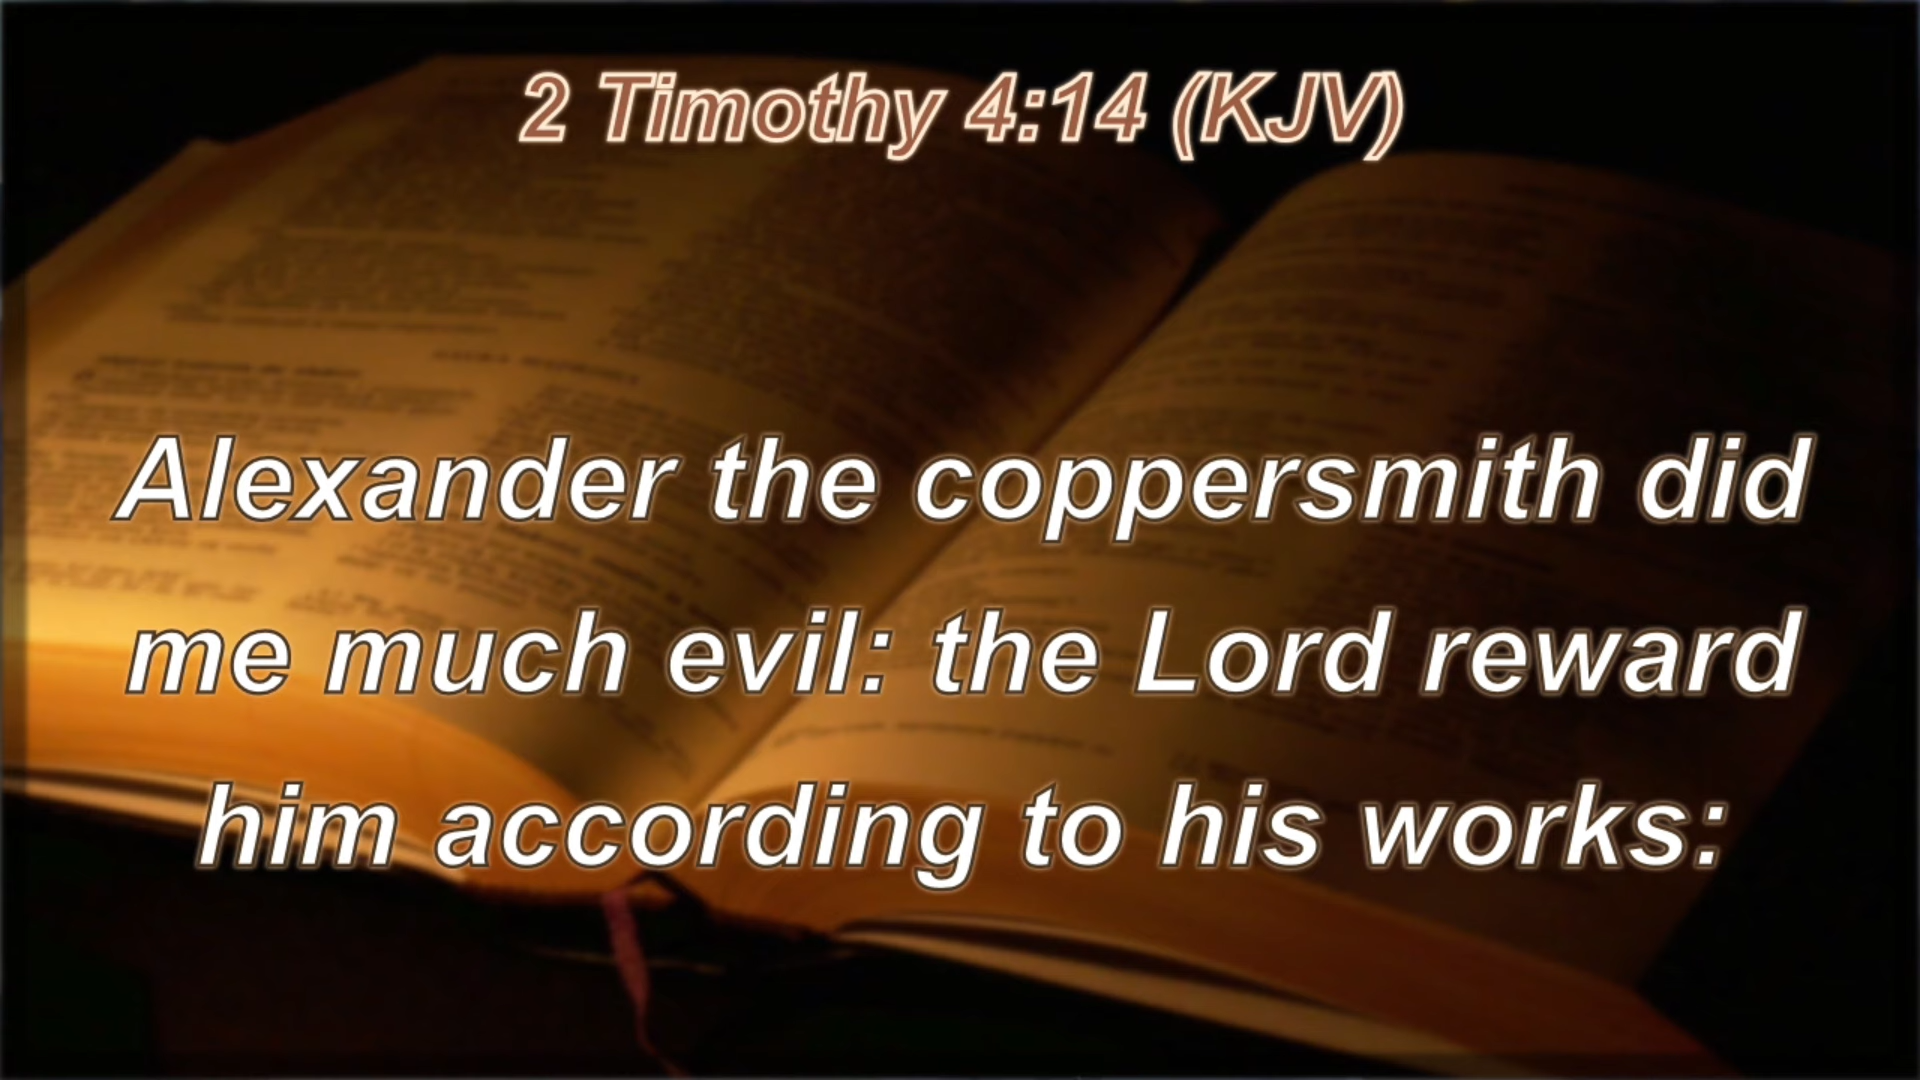 2 Timothy 4:14 (KJV)
Alexander the coppersmith did
me much evil: the Lord reward
him according to his works: